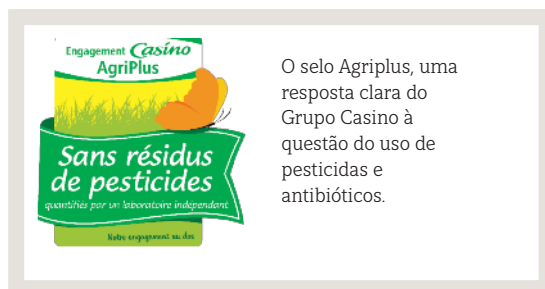 Engagement Casino
AgriPlus
Sans résidus
de pesticides
quantifiés par un laboratoire indépendant
Notre engagement au dos
O selo Agriplus, uma
resposta clara do
Grupo Casino à
questão do uso de
pesticidas e
antibióticos.